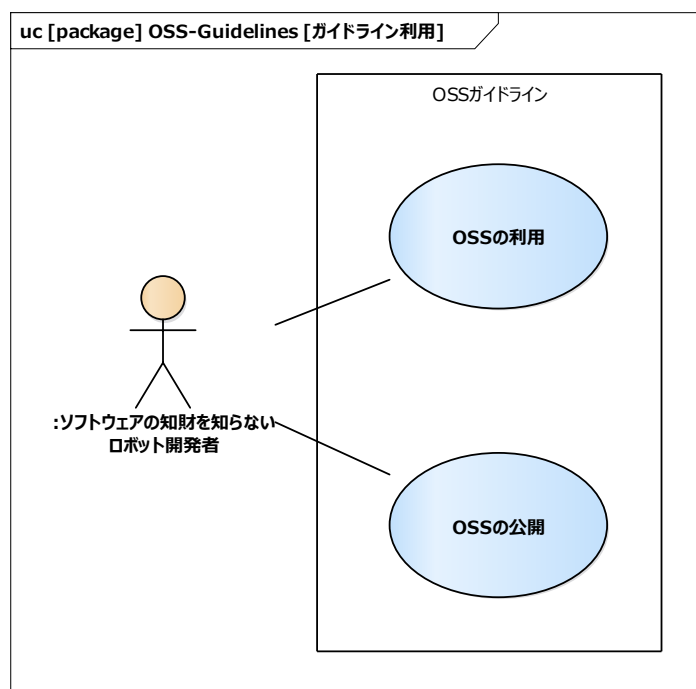 uc [package] OSS-Guidelines [ガイドライン利用]
OSSガイドライン
OSSの利用
:ソフトウェアの知財を知らない
ロボット開発者
OSSの公開